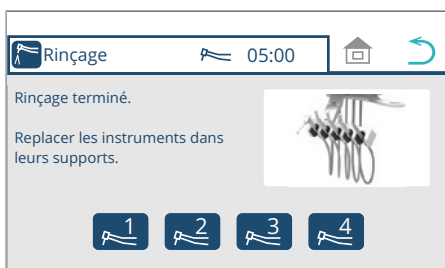 Rinçage 05:00
Rinçage terminé.
Replacer les instruments dans
leurs supports.
1 2 3 4